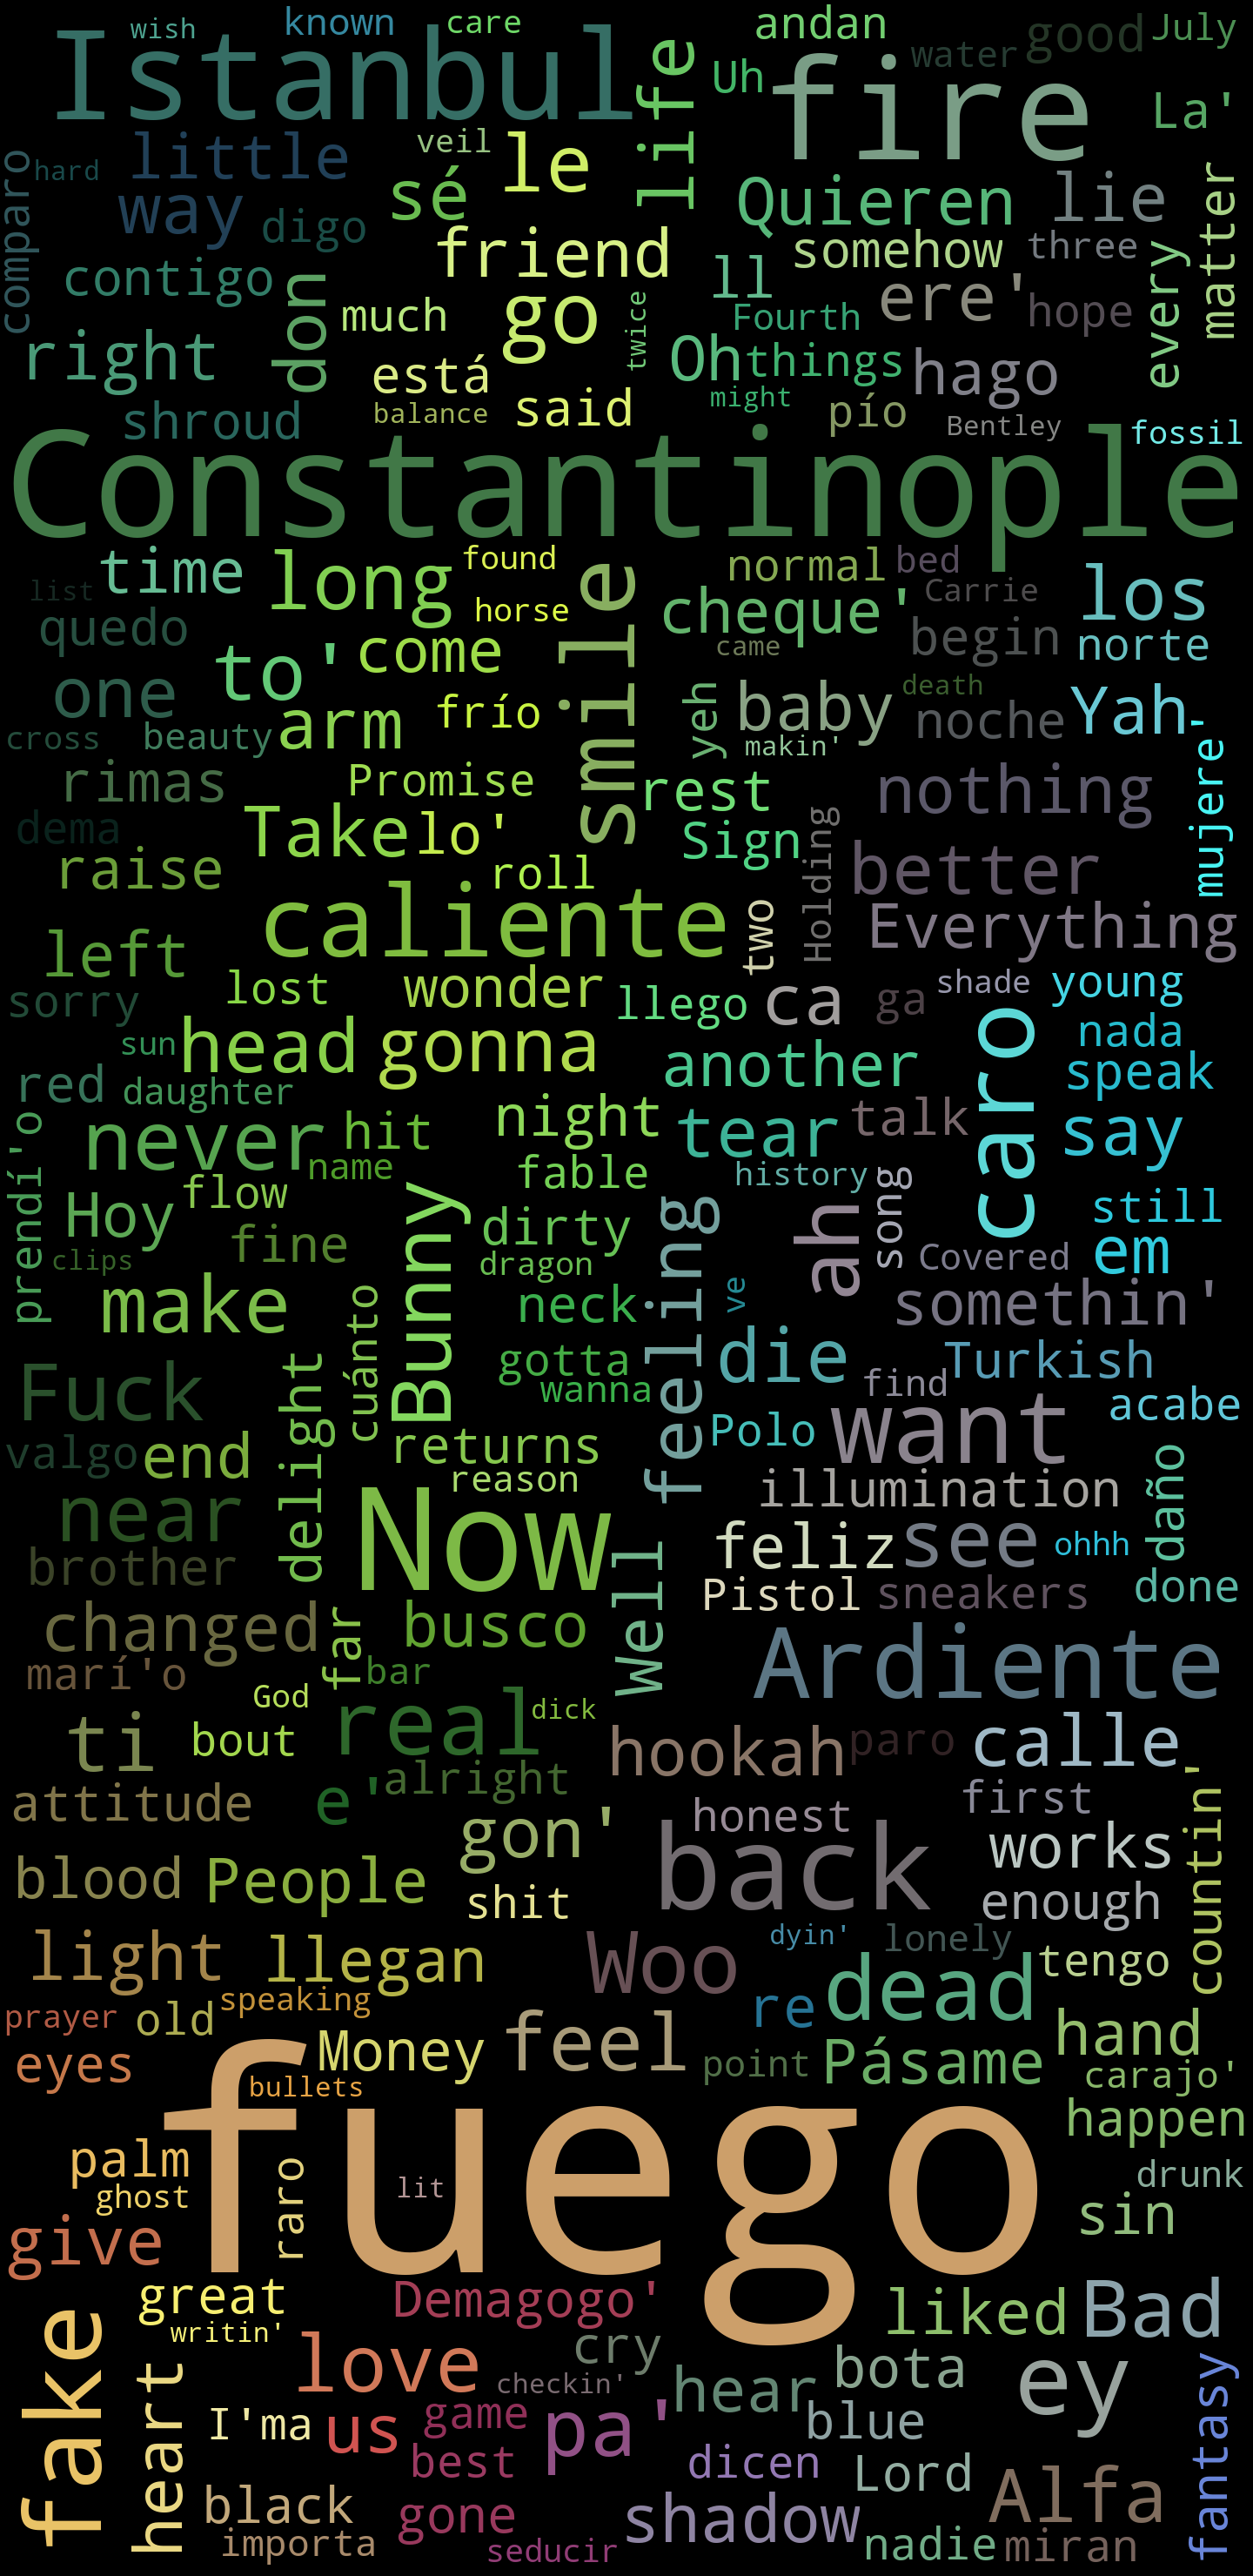 wish known care andan good July
Istanbul life Uh water fire La'
hard little veil le
comparo way digo sé Quieren lie matter
contigo don friend ll somehow three every
much go twice Fourth ere' hope
right está Oh things hago
shroud balance said might pío Bentley fossil
Constantinople
list time long found smile normal bed Carrie los
quedo horse cheque' begin norte
one to' come came baby death Yah
cross beauty arm frío yeh makin' noche mujere'
rimas Promise rest nothing
dema Take lo' Sign Holding better
raise roll
caliente two Everything
left lost wonder llego ca ga shade young
sorry sun head gonna another caro nada
red daughter speak
prendí'o never hit night tear talk say
name fable history song
Hoy flow dirty feeling ah still
clips fine Bunny dragon Covered em
make cuánto neck ve somethin'
Fuck delight gotta die Turkish
wanna find acabe
valgo end returns Polo want
near reason illumination daño
brother Now Well feliz see ohhh
Pistol sneakers done
changed far busco Ardiente
marí'o bar
God real dick
ti bout hookah paro calle
attitude e' alright first countin'
gon' honest works
blood People shit back enough
light llegan Woo dyin' lonely tengo
prayer old speaking re dead
eyes Money feel point Pásame hand
bullets carajo'
fuego happen
palm raro lit drunk
ghost sin
give
fake great Demagogo' liked Bad
writin' cry
heart love checkin' hear bota ey fantasy
I'ma us game pa' blue
best dicen Lord
black gone shadow Alfa
importa seducir nadie miran